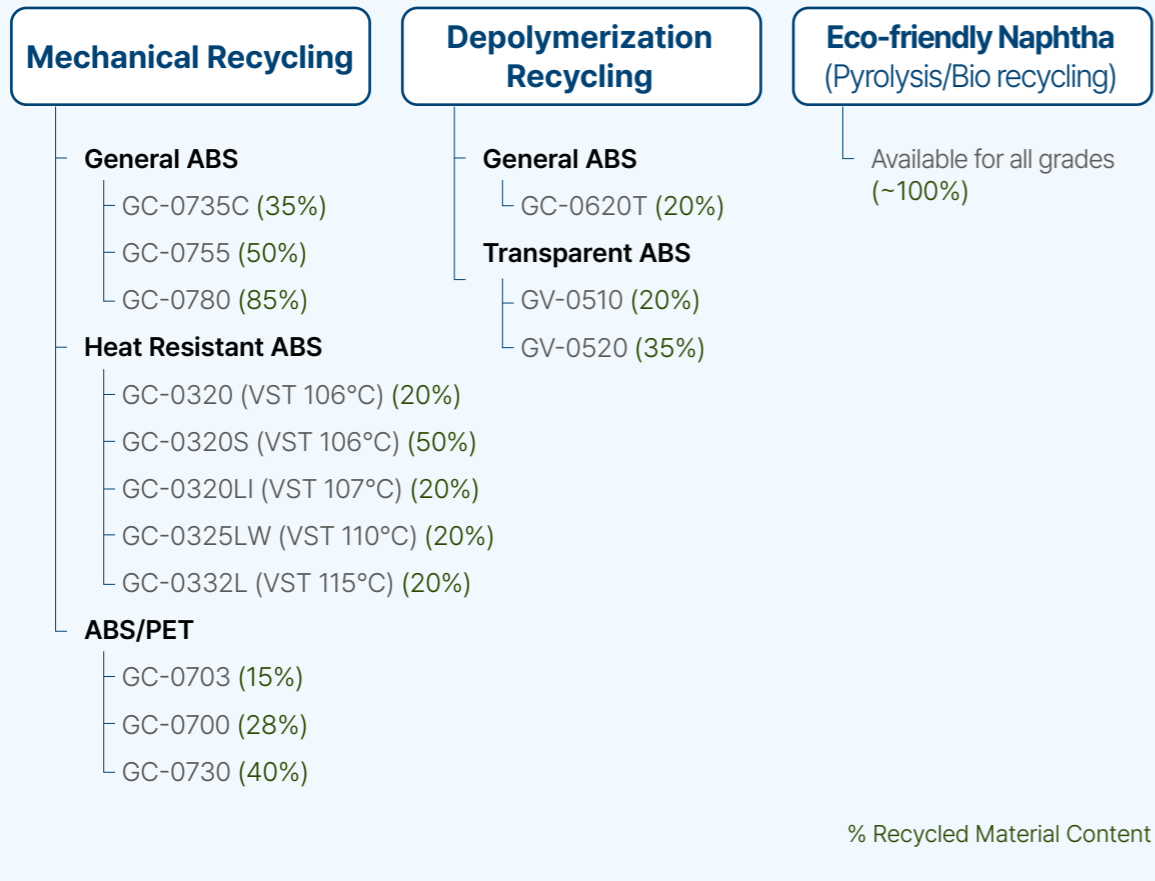 Mechanical Recycling
General ABS
GC-0735C (35%)
GC-0755 (50%)
GC-0780 (85%)
Heat Resistant ABS
GC-0320 (VST 106°C) (20%)
GC-0320S (VST 106°C) (50%)
GC-0320LI (VST 107°C) (20%)
GC-0325LW (VST 110°C) (20%)
GC-0332L (VST 115°C) (20%)
ABS/PET
GC-0703 (15%)
GC-0700 (28%)
GC-0730 (40%)
Depolymerization
Recycling
General ABS
GC-0620T (20%)
Transparent ABS
GV-0510 (20%)
GV-0520 (35%)
Eco-friendly Naphtha
(Pyrolysis/Bio recycling)
Available for all grades
(~100%)
% Recycled Material Content